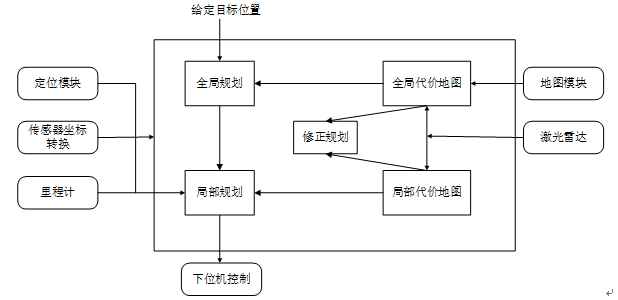 给定目标位置
定位模块
全局规划
全局代价地图
地图模块
传感器坐标
转换
修正规划
激光雷达
里程计
局部规划
局部代价地图
下位机控制